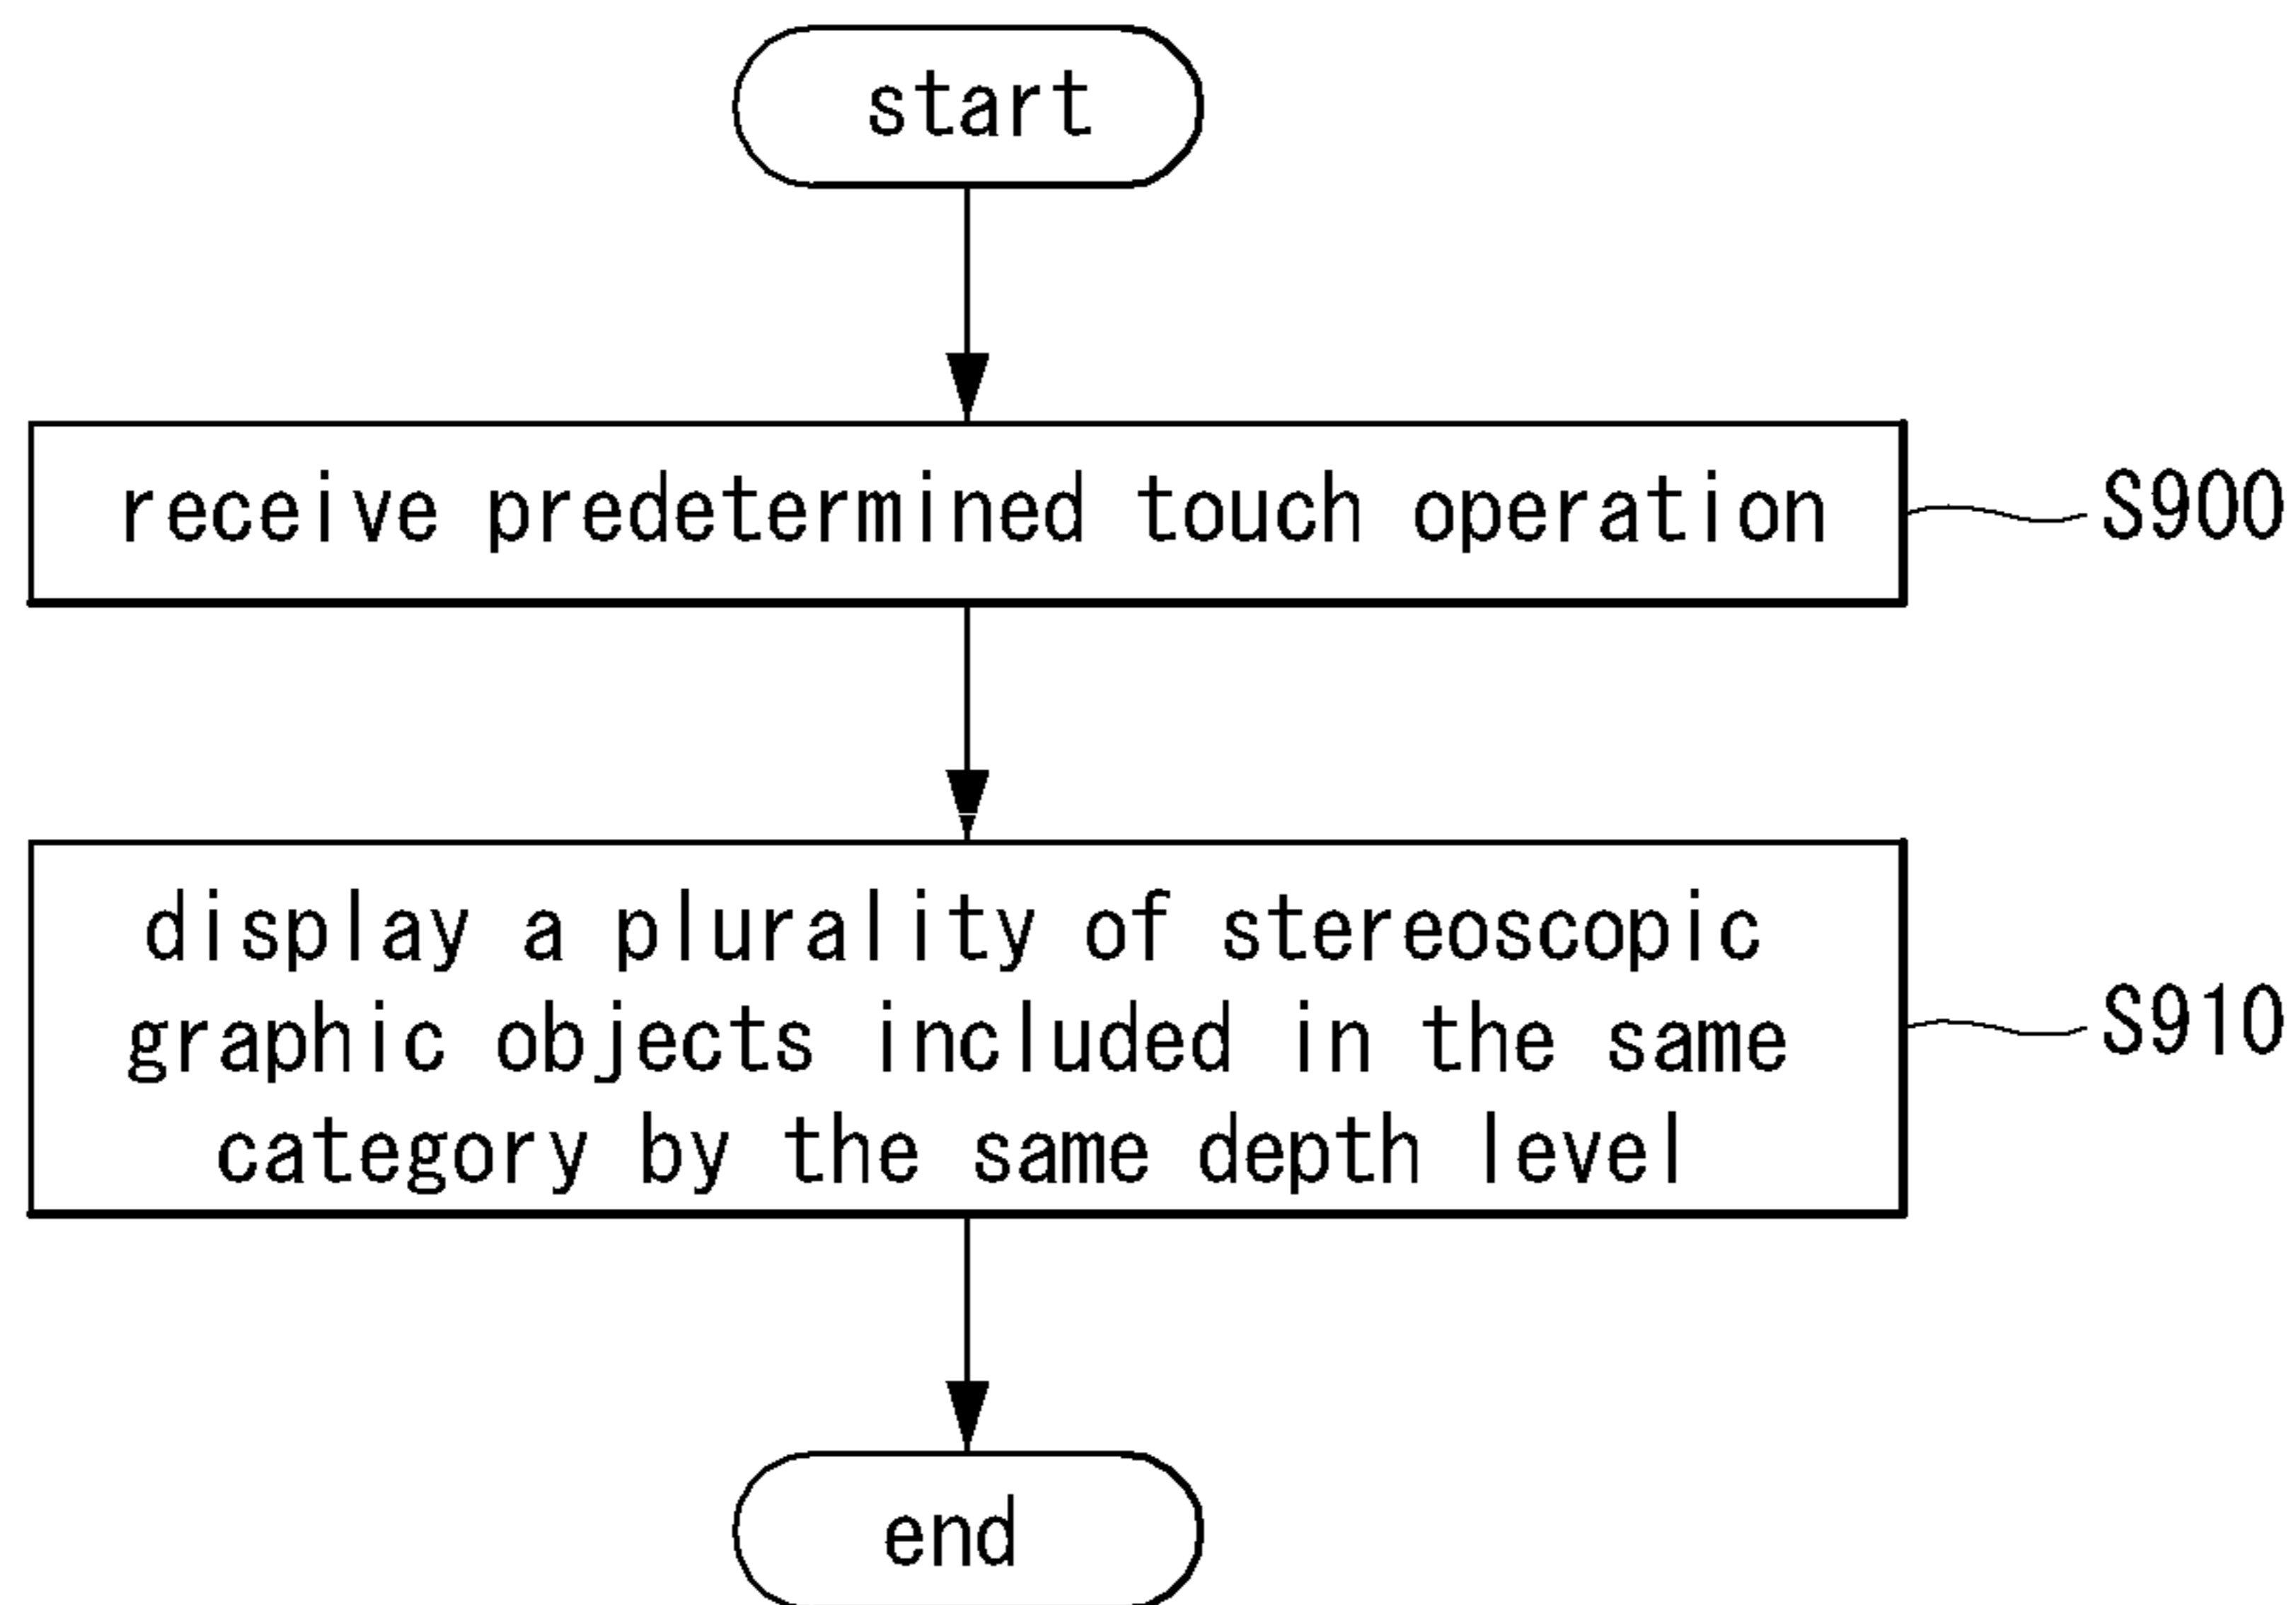 start
receive predetermined touch operation
S900
display a plurality of stereoscopic
graphic objects included in the same
category by the same depth level
S910
end